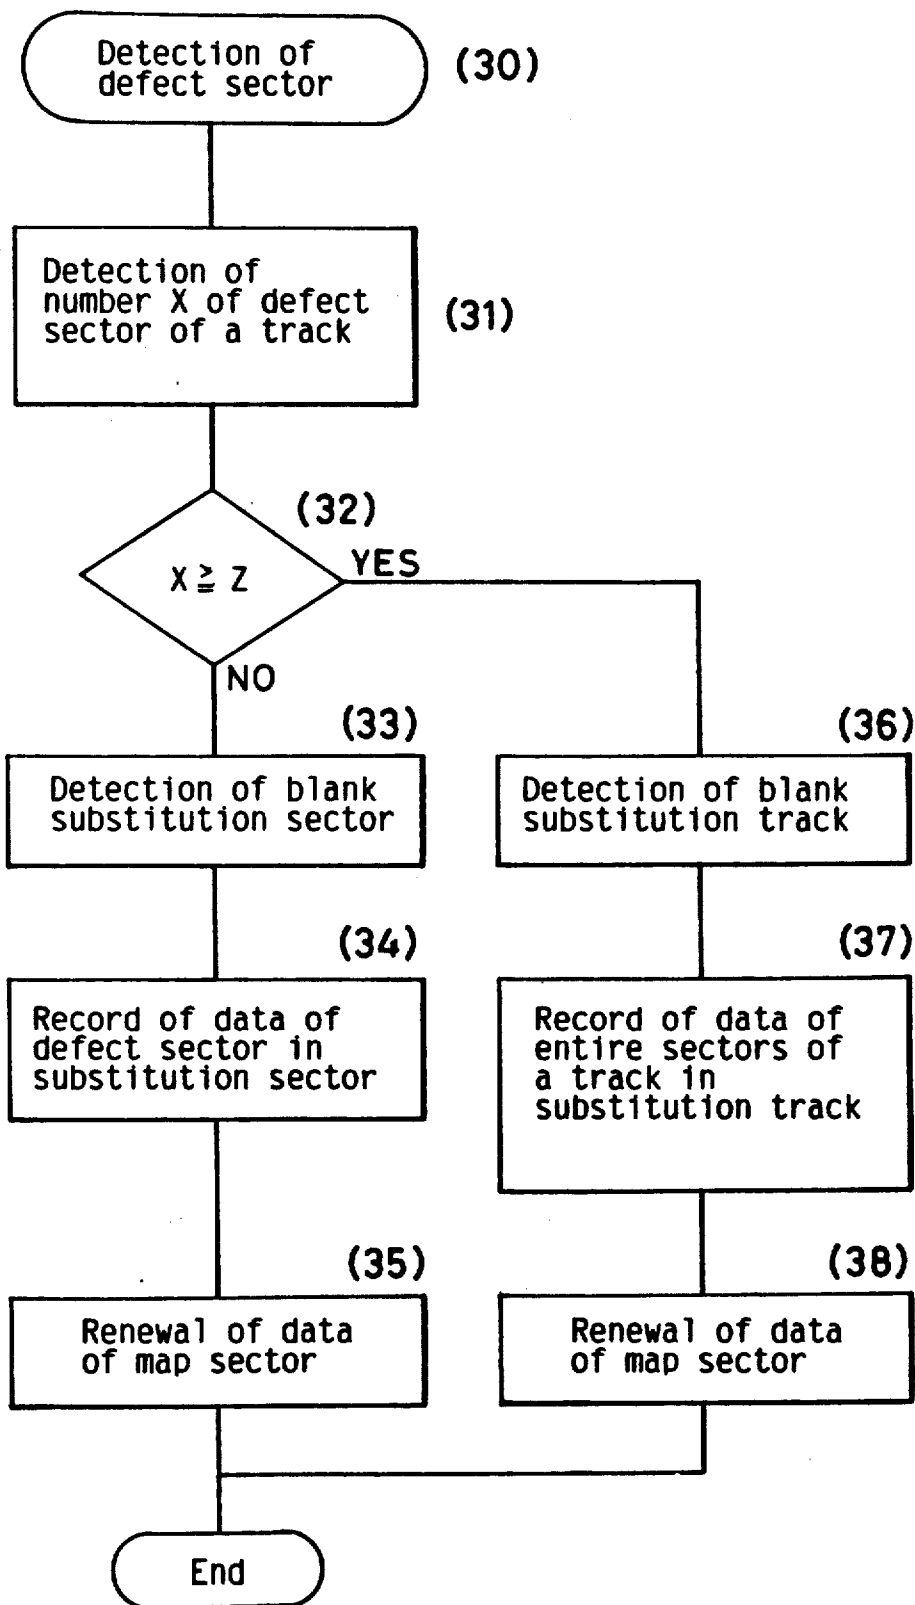 Detection of
defect sector
(30)
Detection of
number X of defect
sector of a track
(31)
(32)
X ≧ Z
YES
NO
(33)
Detection of blank
substitution sector
(36)
Detection of blank
substitution track
(34)
Record of data of
defect sector in
substitution sector
(37)
Record of data of
entire sectors of
a track in
substitution track
(35)
Renewal of data
of map sector
(38)
Renewal of data
of map sector
End